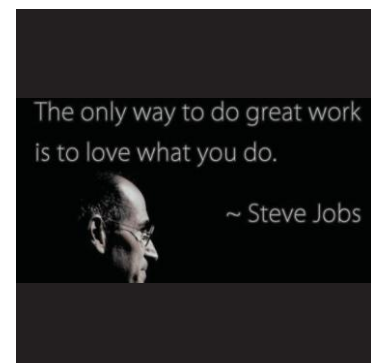 The only way to do great work
is to love what you do.
~ Steve Jobs